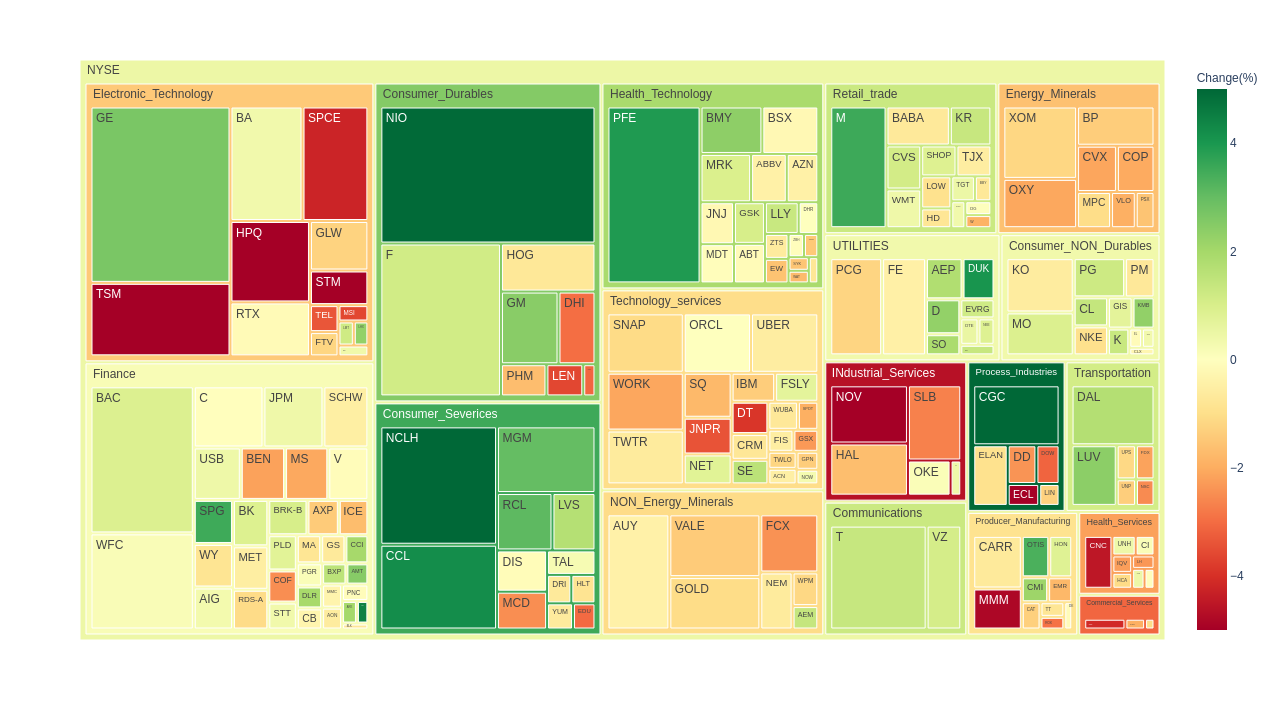 NYSE
Electronic_Technology
GE
BA
SPCE
TSM
HPQ
GLW
STM
RTX
TEL
MSI
FTV
Consumer_Durables
NIO
F
HOG
GM
DHI
PHM
LEN
Health_Technology
PFE
BMY
BSX
MRK
ABBV
AZN
JNJ
GSK
LLY
DHR
MDT
ABT
ZTS
EW
Retail_trade
M
BABA
KR
CVS
SHOP
TJX
WMT
LOW
TGT
HD
Energy_Minerals
XOM
BP
OXY
CVX
COP
MPC
VLO
PSX
UTILITIES
PCG
FE
AEP
DUK
D
EVRG
SO
Consumer_NON_Durables
KO
PG
PM
MO
CL
GIS
KMB
NKE
K
Finance
BAC
WFC
C
JPM
SCHW
USB
BEN
MS
V
SPG
BK
BRK-B
AXP
ICE
WY
MET
PLD
MA
GS
CCI
AIG
RDS-A
COF
PGR
BXP
AMT
STT
DLR
CB
AON
PNC
Consumer_Severices
NCLH
MGM
CCL
RCL
LVS
DIS
TAL
MCD
DRI
HLT
YUM
EDU
Technology_services
SNAP
ORCL
UBER
WORK
SQ
IBM
FSLY
TWTR
JNPR
DT
WUBA
SPOT
CRM
FIS
GSX
NET
SE
TWLO
GPN
ACN
NOW
NON_Energy_Minerals
AUY
VALE
FCX
GOLD
NEM
WPM
AEM
INdustrial_Services
NOV
SLB
HAL
OKE
Process_Industries
CGC
ELAN
DD
DOW
ECL
LIN
Transportation
DAL
LUV
UPS
UNP
Communications
T
VZ
Producer_Manufacturing
CARR
OTIS
HON
MMM
CMI
EMR
CAT
TT
Health_Services
CNC
UNH
CI
IQV
HCA
Commercial_Services
Change(%)
4
2
0
−2
−4